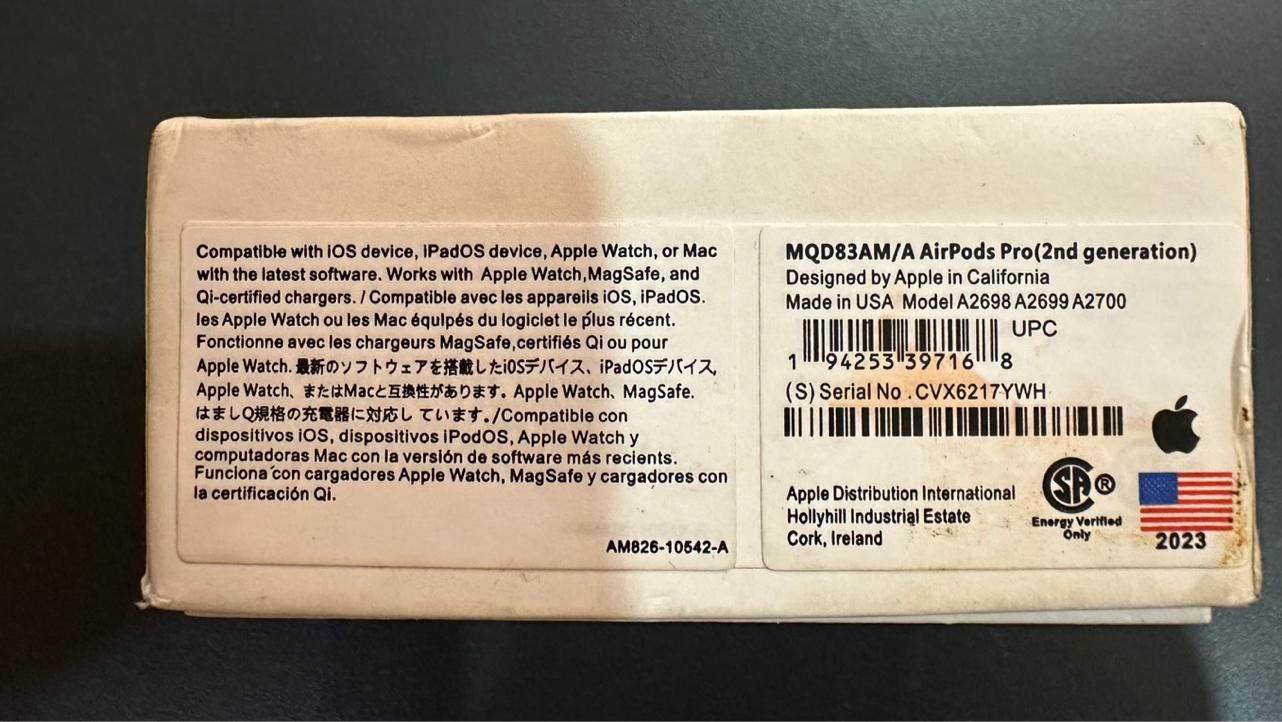 Compatible with iOS device, iPadOS device, Apple Watch, or Mac
with the latest software. Works with Apple Watch,MagSafe, and
Qi-certified chargers. / Compatible avec les appareils iOS, iPadOS.
les Apple Watch ou les Mac équipés du logiciet le plus récent.
Fonctionne avec les chargeurs MagSafe,certifiés Qi ou pour
Apple Watch. 最新のソフトウェアを搭載したiOSデバイス、iPadOSデバイス,
Apple Watch、またはMacと互換性があります。Apple Watch、MagSafe.
はましQ規格の充電器に対応し ています。/Compatible con
dispositivos iOS, dispositivos iPodOS, Apple Watch y
computadoras Mac con la versión de software más recients.
Funciona con cargadores Apple Watch, MagSafe y cargadores con
la certificación Qi.
AM826-10542-A
MQD83AM/A AirPods Pro(2nd generation)
Designed by Apple in California
Made in USA Model A2698 A2699 A2700
UPC
1 94253 39716 8
(S) Serial No .CVX6217YWH
SA ®
Energy Verified
Only
Apple Distribution International
Hollyhill Industrial Estate
Cork, Ireland
2023